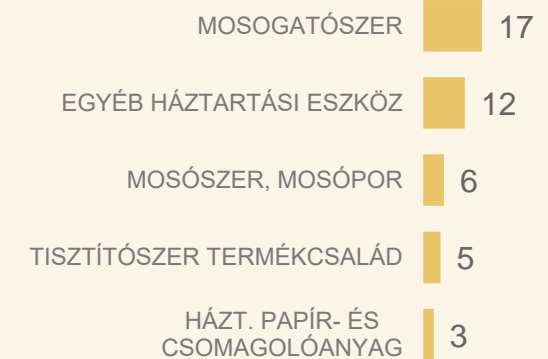 MOSOGATÓSZER 17
EGYÉB HÁZTARTÁSI ESZKÖZ 12
MOSÓSZER, MOSÓPOR 6
TISZTÍTÓSZER TERMÉKCSALÁD 5
HÁZT. PAPÍR- ÉS
CSOMAGOLÓANYAG 3